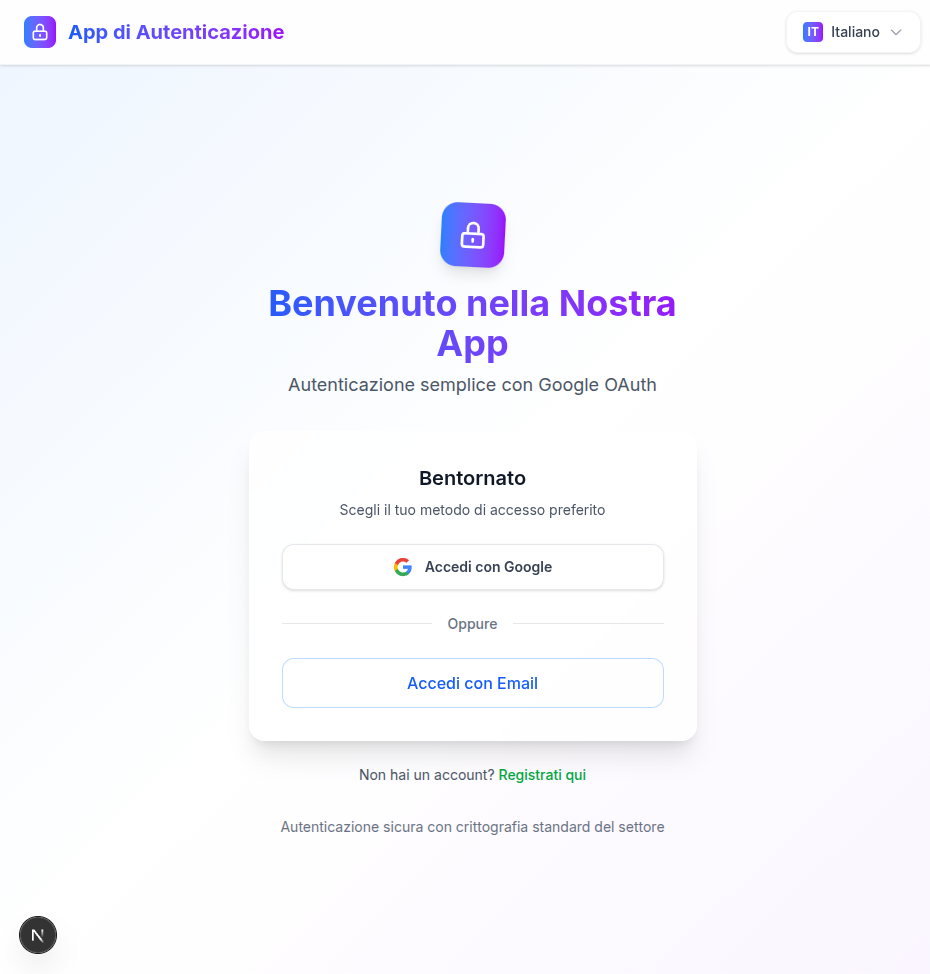 App di Autenticazione
IT Italiano
Benvenuto nella Nostra
App
Autenticazione semplice con Google OAuth
Bentornato
Scegli il tuo metodo di accesso preferito
Accedi con Google
Oppure
Accedi con Email
Non hai un account? Registrati qui
Autenticazione sicura con crittografia standard del settore
N